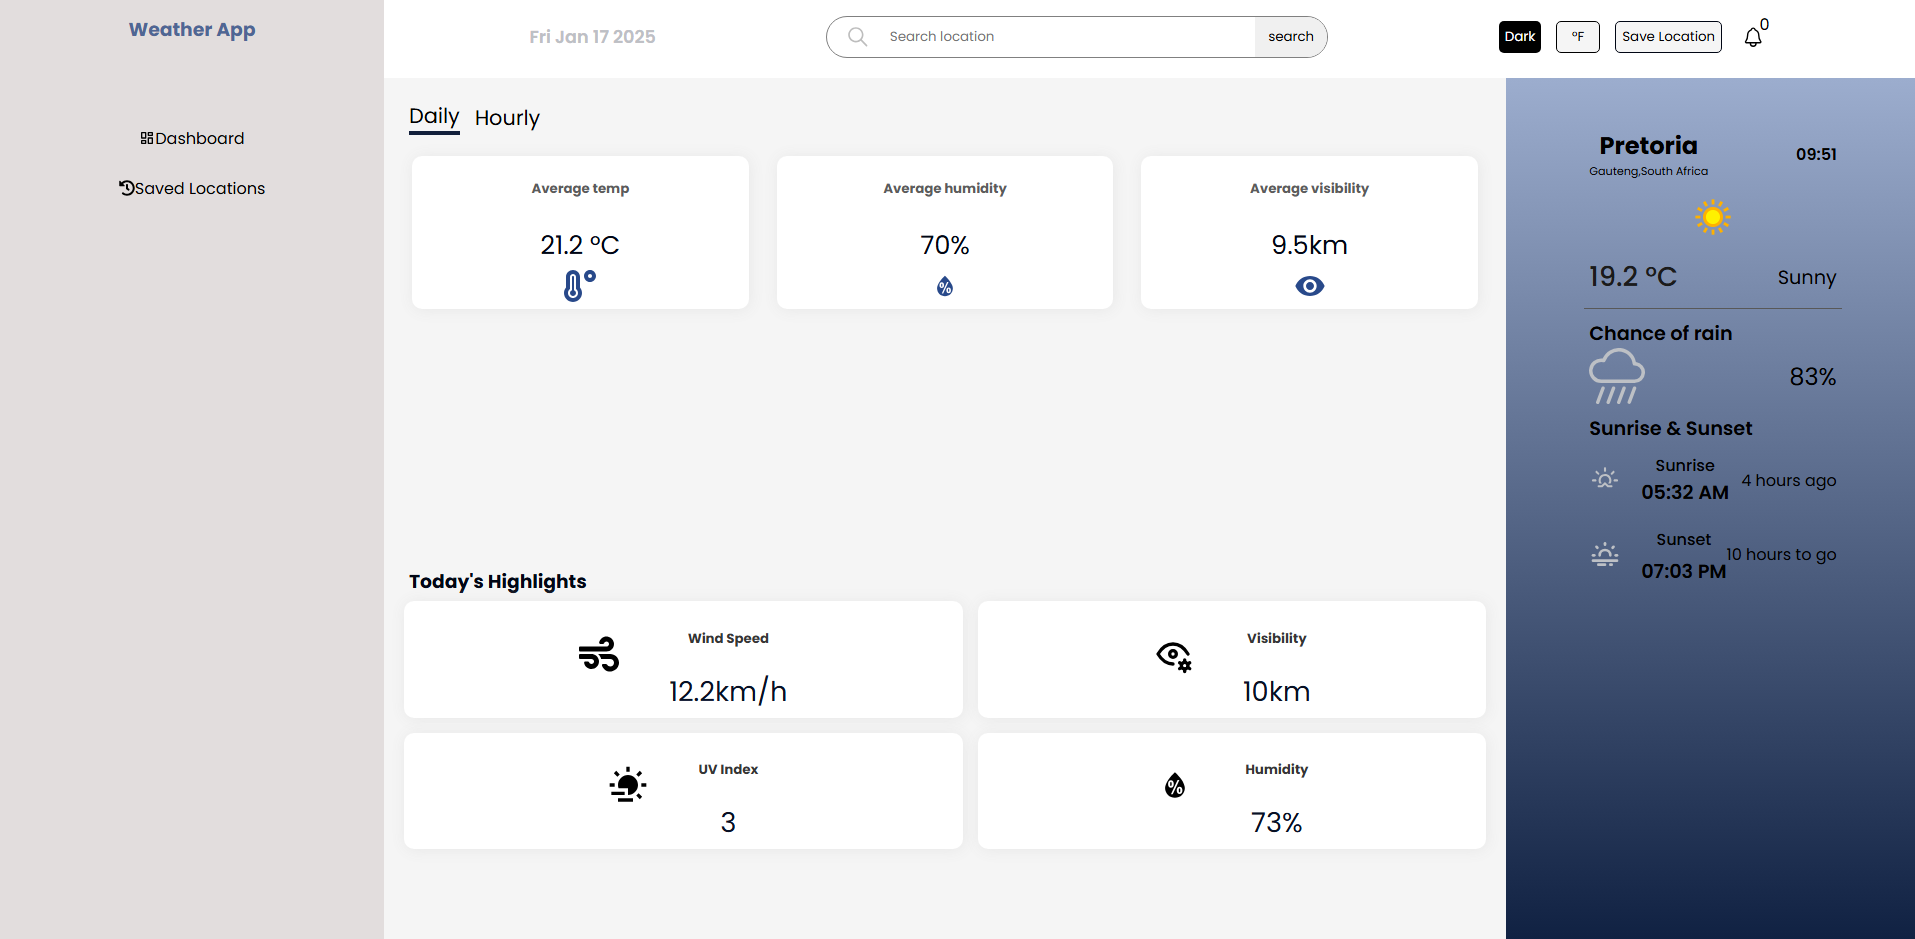 Weather App
Dashboard
Saved Locations
Fri Jan 17 2025
Search location
search
Dark
°F
Save Location
0
Daily
Hourly
Average temp
21.2 °C
Average humidity
70%
Average visibility
9.5km
Today's Highlights
Wind Speed
12.2km/h
Visibility
10km
UV Index
3
Humidity
73%
Pretoria
Gauteng,South Africa
09:51
19.2 °C
Sunny
Chance of rain
83%
Sunrise & Sunset
Sunrise
05:32 AM
4 hours ago
Sunset
07:03 PM
10 hours to go